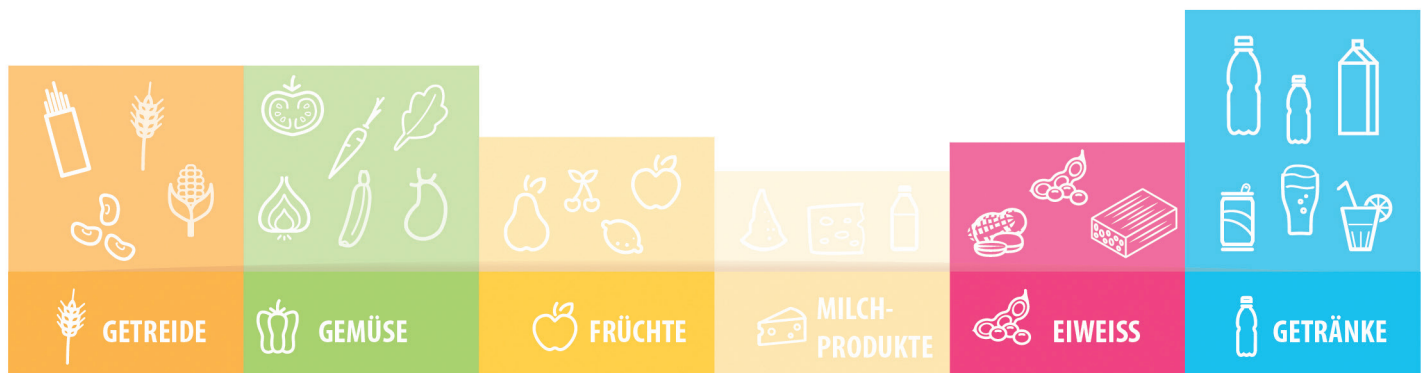 GETREIDE
GEMÜSE
FRÜCHTE
MILCH-
PRODUKTE
EIWEISS
GETRÄNKE